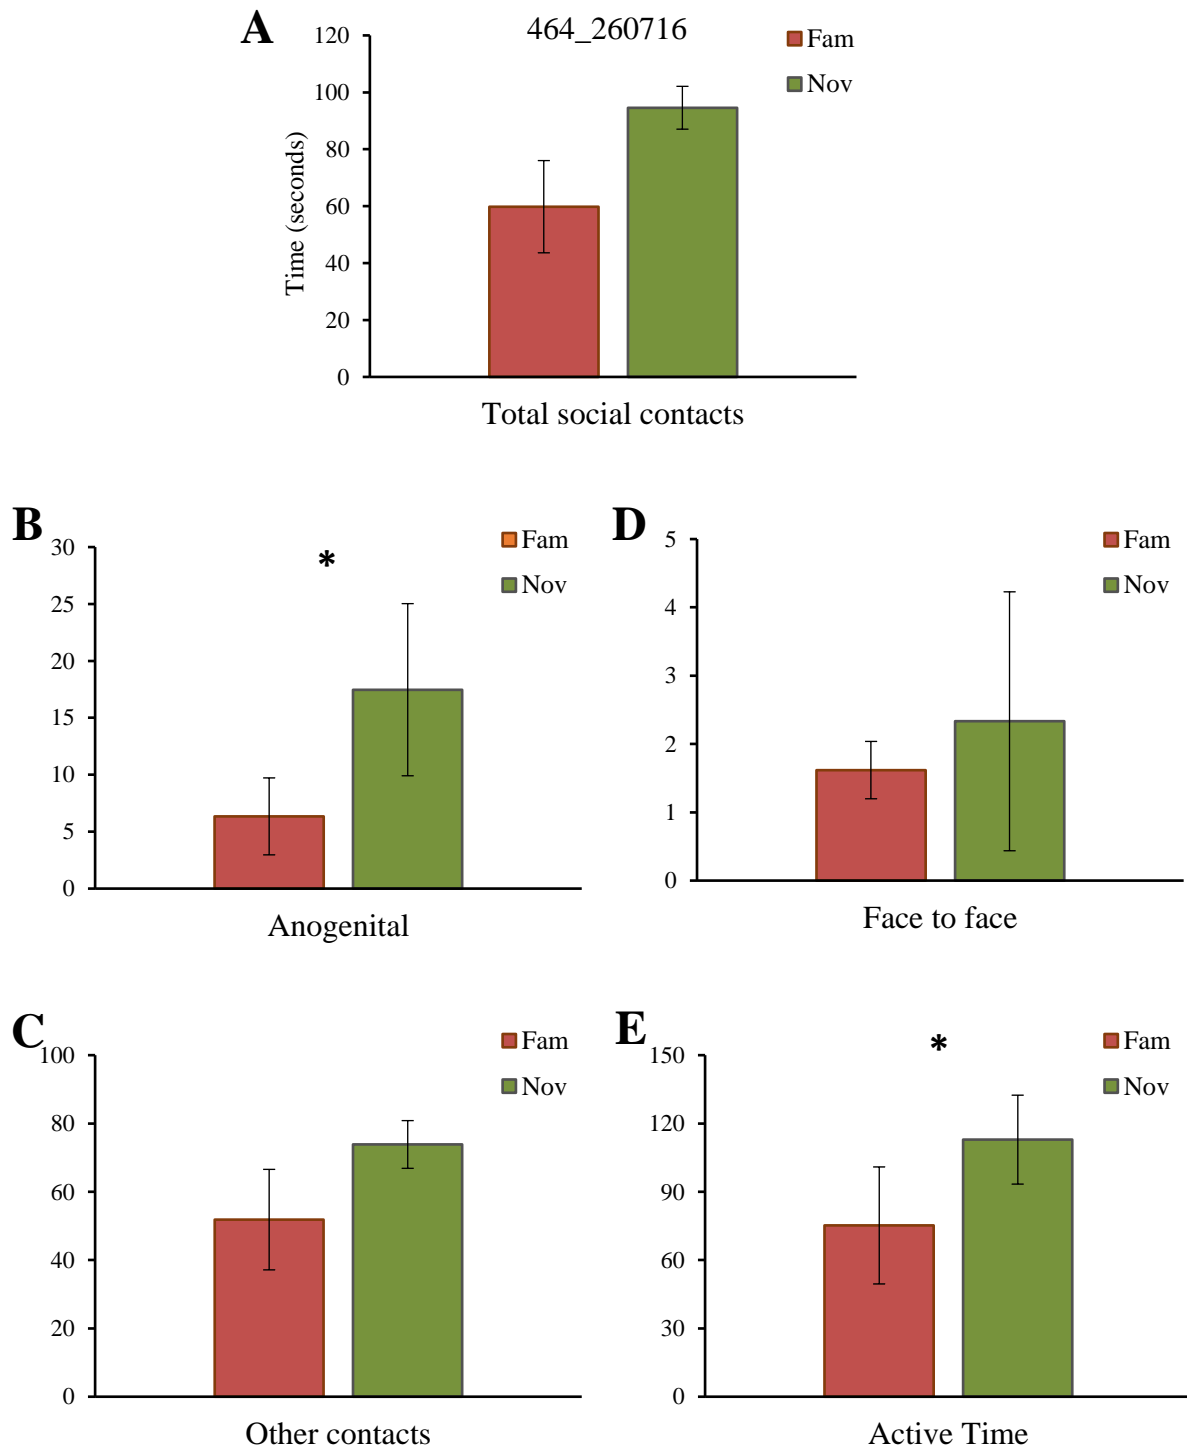 A
464_260716
Fam
Nov
120
100
80
60
40
20
0
Time (seconds)
Total social contacts
B
Fam
Nov
*
30
25
20
15
10
5
0
Anogenital
D
Fam
Nov
5
4
3
2
1
0
Face to face
C
Fam
Nov
100
80
60
40
20
0
Other contacts
E
Fam
Nov
*
150
120
90
60
30
0
Active Time